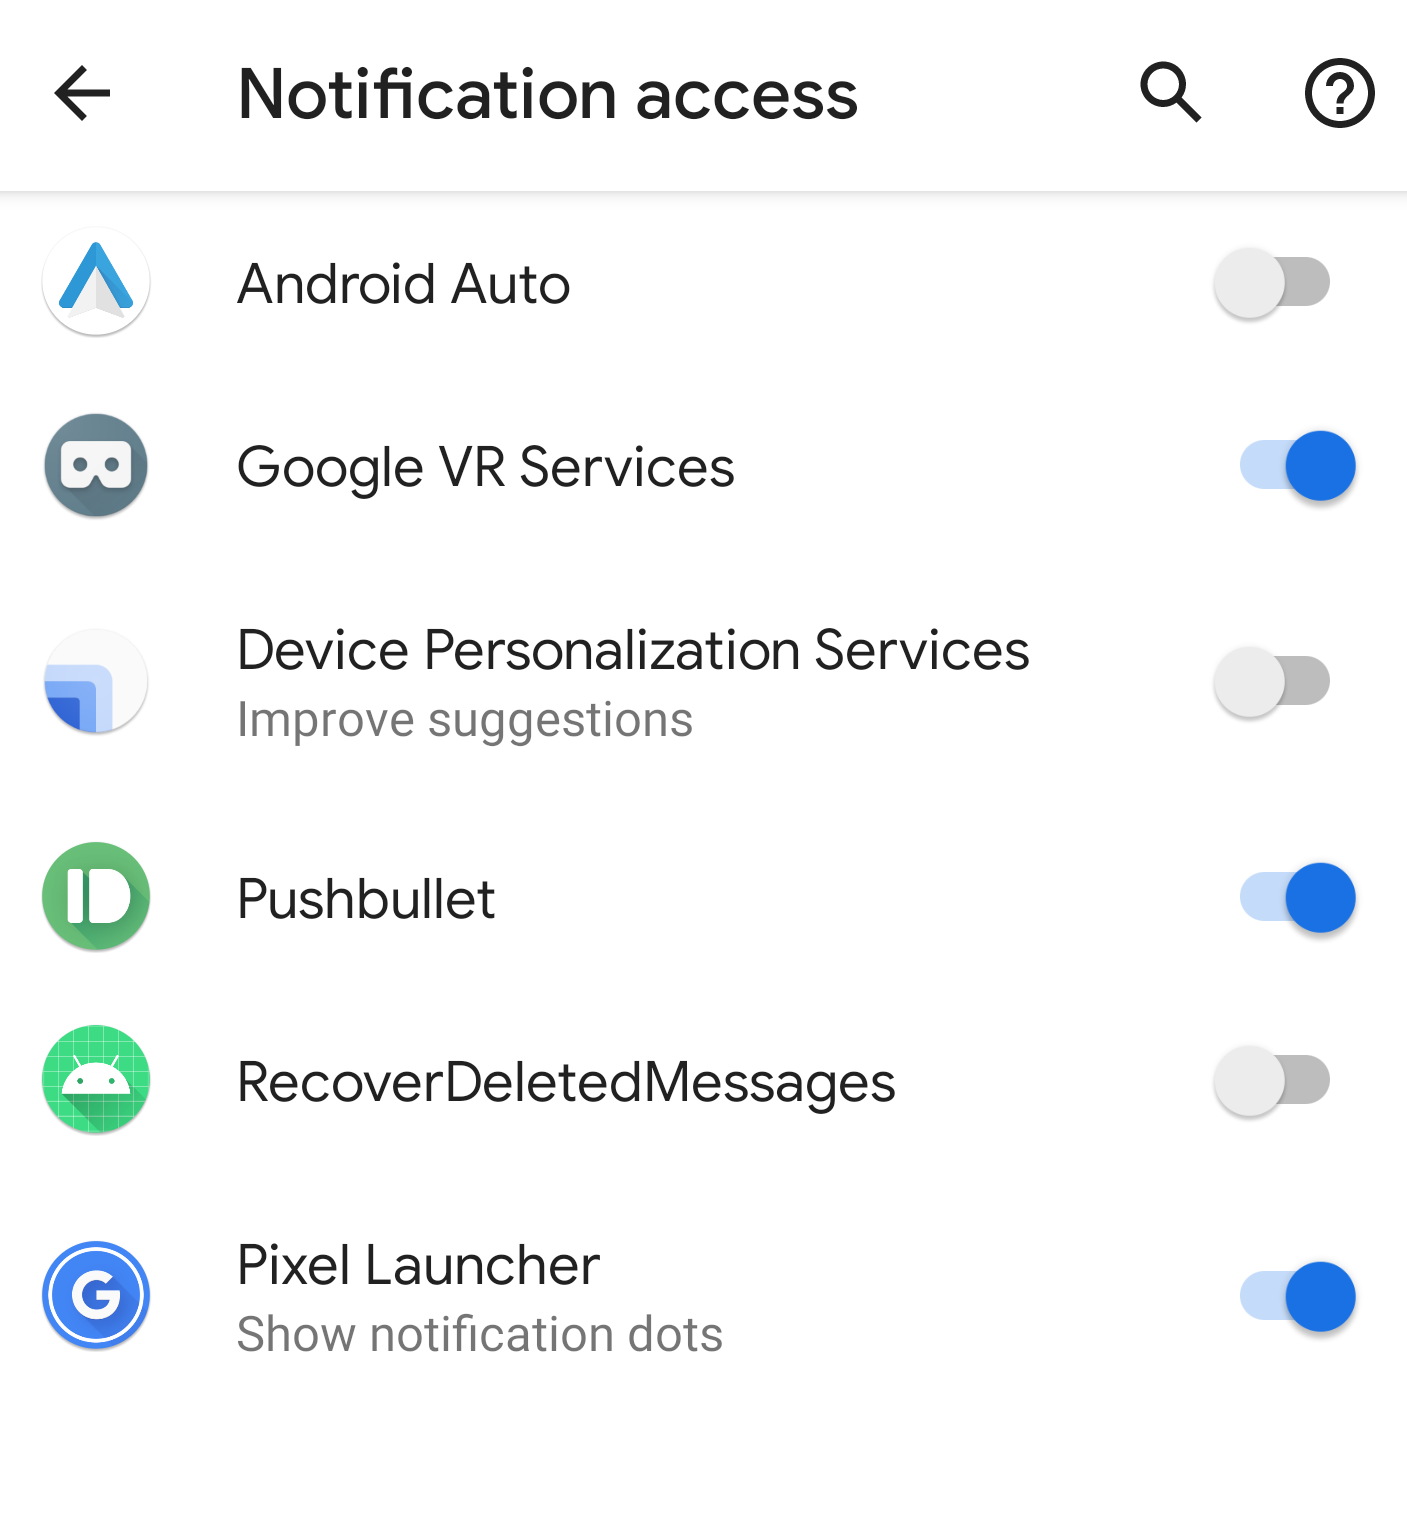 Notification access
Android Auto
Google VR Services
Device Personalization Services
Improve suggestions
Pushbullet
RecoverDeletedMessages
Pixel Launcher
Show notification dots